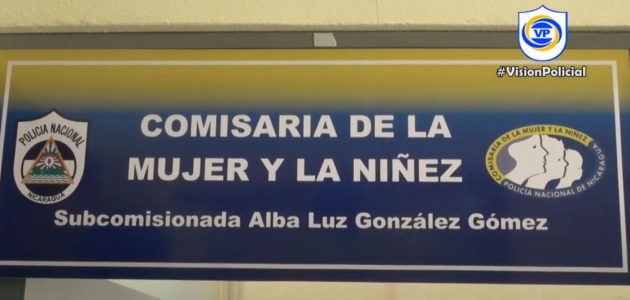 VP
#VisionPolicial
POLICIA NACIONAL
NICARAGUA
COMISARIA DE LA
MUJER Y LA NIÑEZ
Subcomisionada Alba Luz González Gómez
COMISARIA DE LA MUJER Y LA NIÑEZ
POLICIA NACIONAL DE NICARAGUA